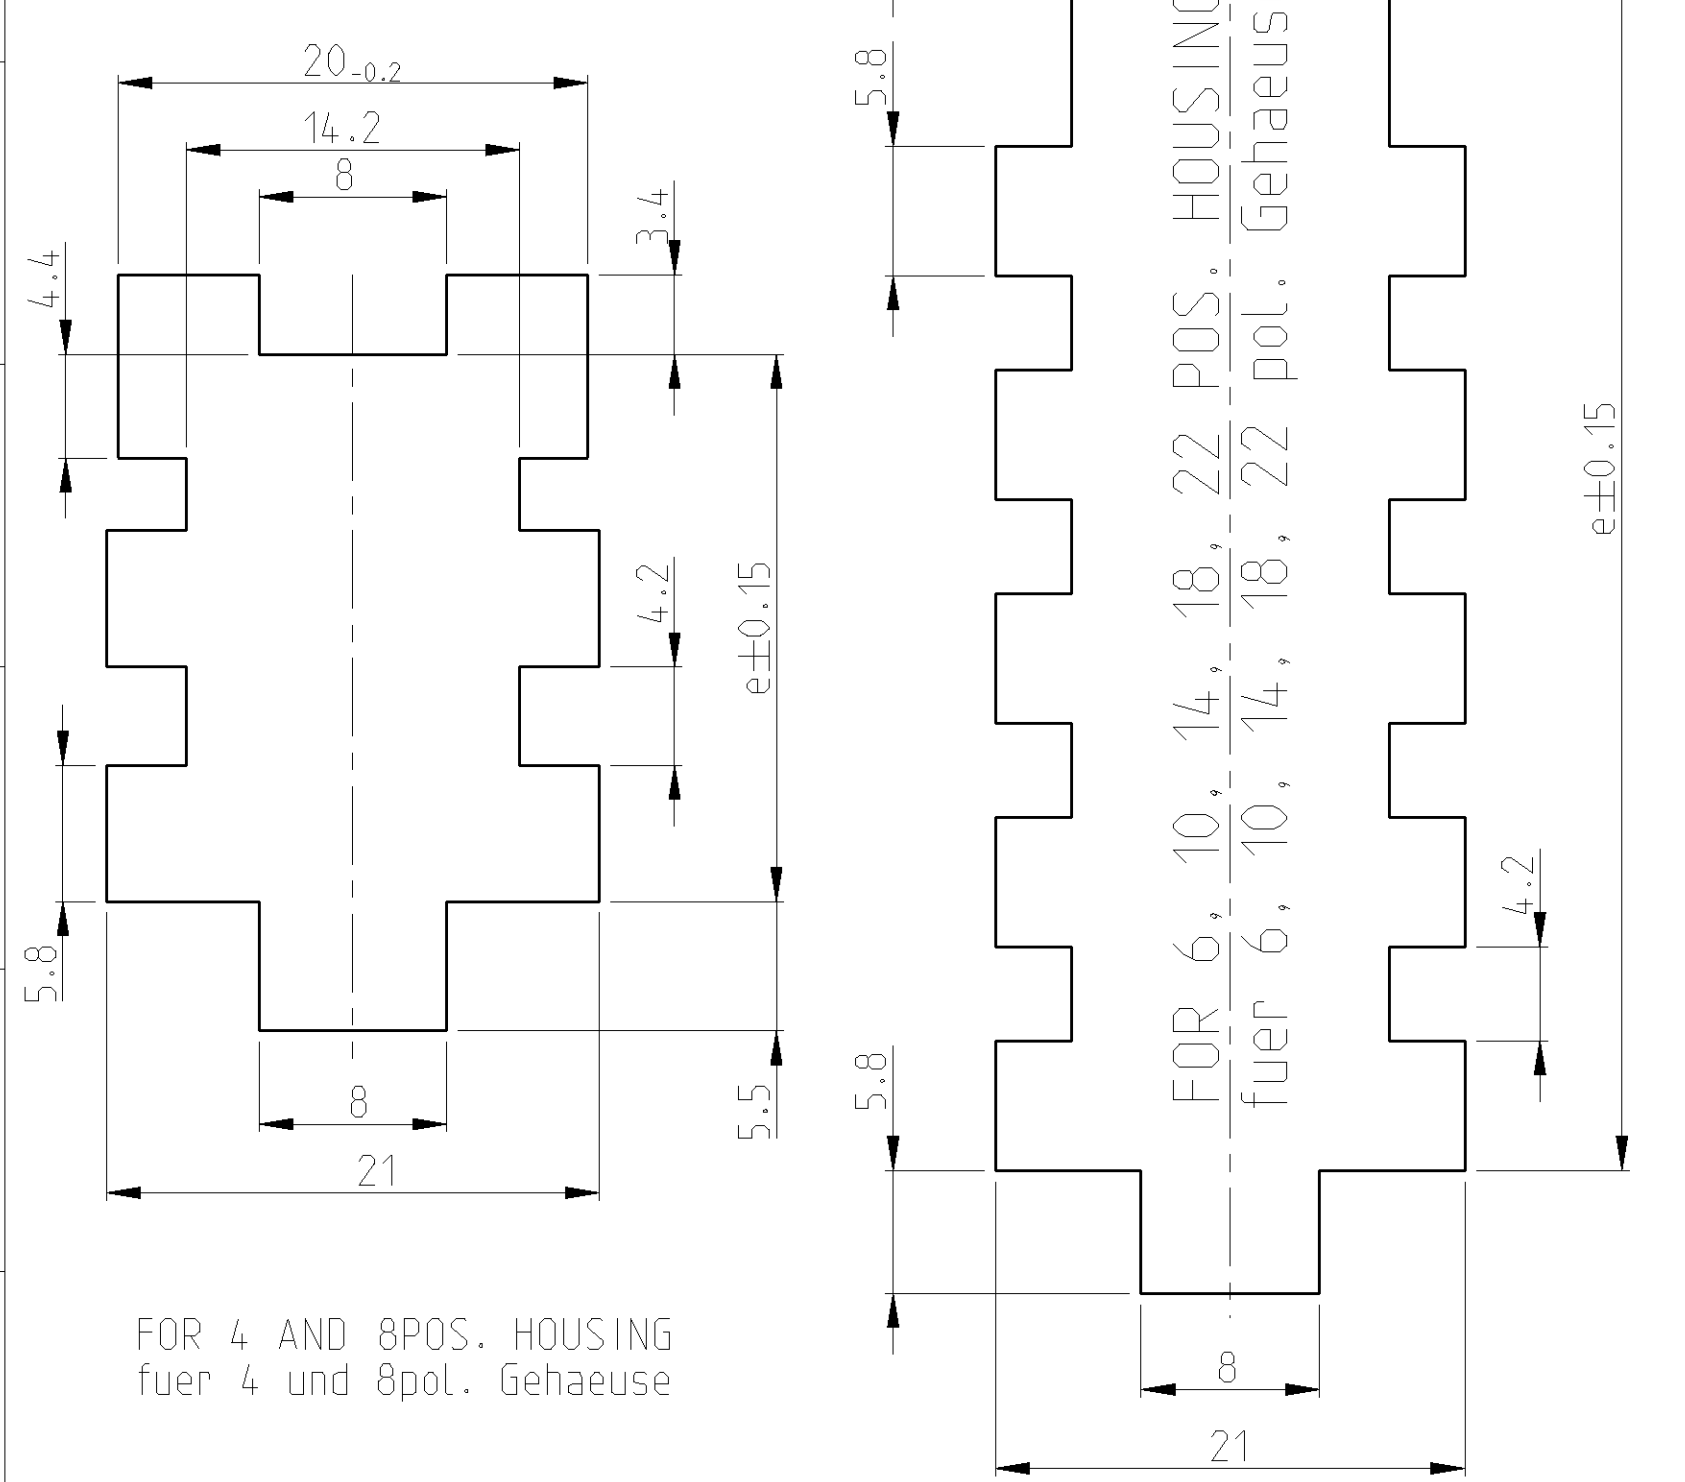 20 -0.2
14.2
8
3.4
4.4
4.2
e±0.15
5.8
8
5.5
21
FOR 4 AND 8POS. HOUSING
fuer 4 und 8pol. Gehaeuse
5.8
FOR 6, 10, 14, 18, 22 POS. HOUSING
fuer 6, 10, 14, 18, 22 pol. Gehaeus
e±0.15
4.2
5.8
8
21